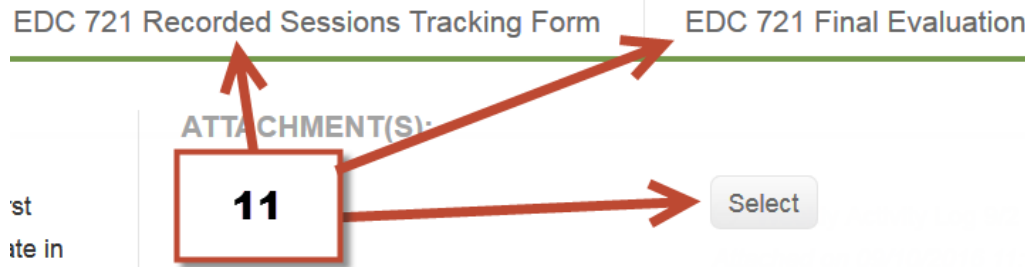 EDC 721 Recorded Sessions Tracking Form
EDC 721 Final Evaluation
ATTACHMENT(S):
11
Select
rst
ate in